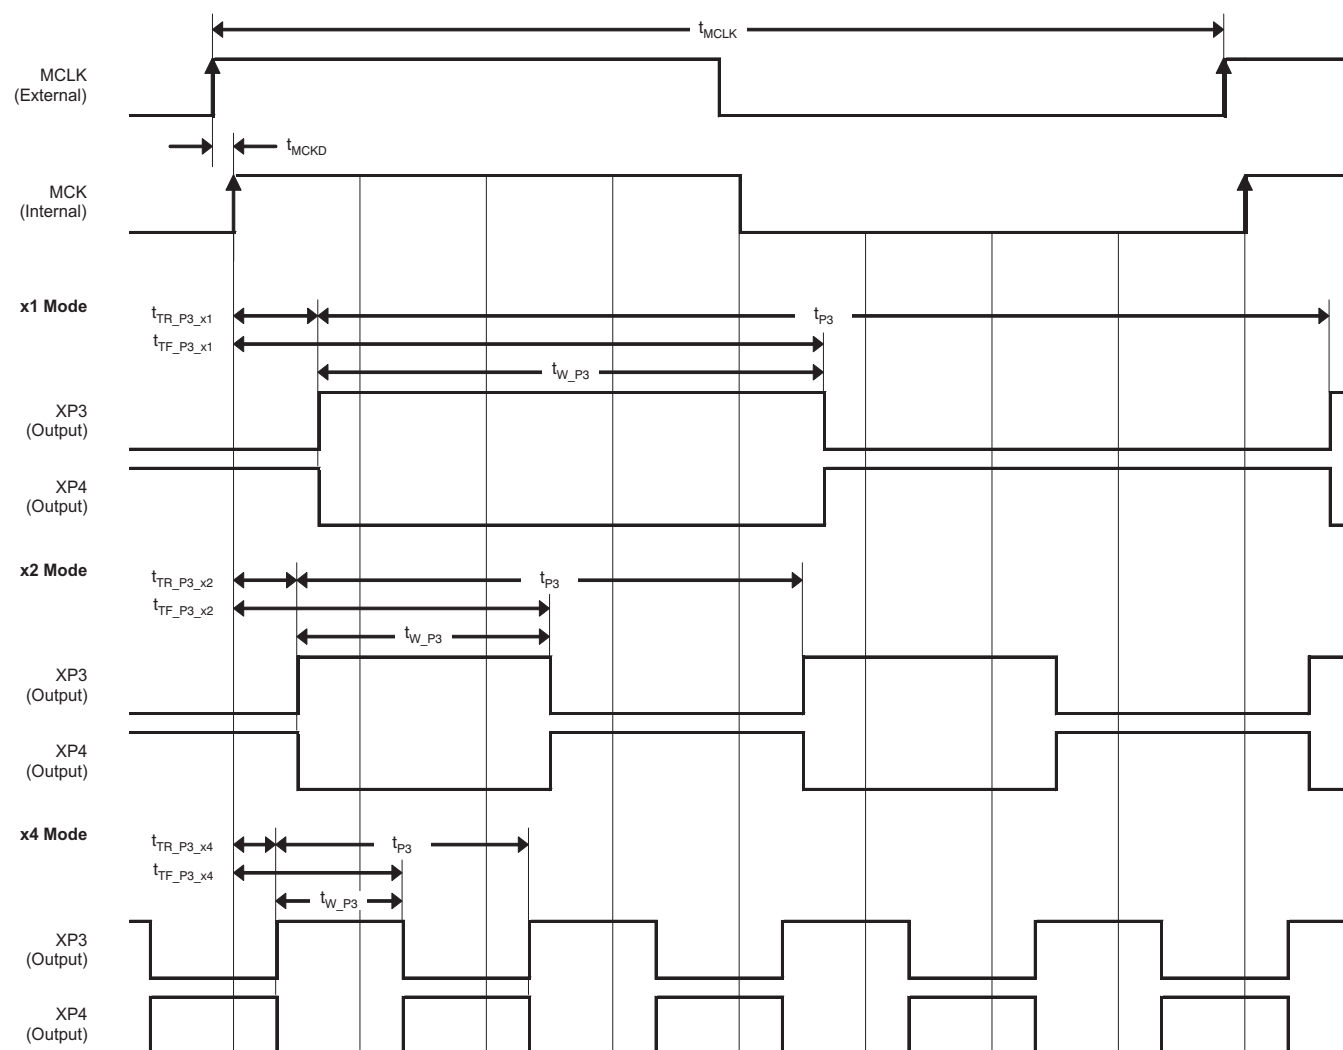 tMCLK
MCLK
(External)
tMCKD
MCK
(Internal)
x1 Mode
tTR_P3_x1
tP3
tTF_P3_x1
tW_P3
XP3
(Output)
XP4
(Output)
x2 Mode
tTR_P3_x2
tP3
tTF_P3_x2
tW_P3
XP3
(Output)
XP4
(Output)
x4 Mode
tTR_P3_x4
tP3
tTF_P3_x4
tW_P3
XP3
(Output)
XP4
(Output)